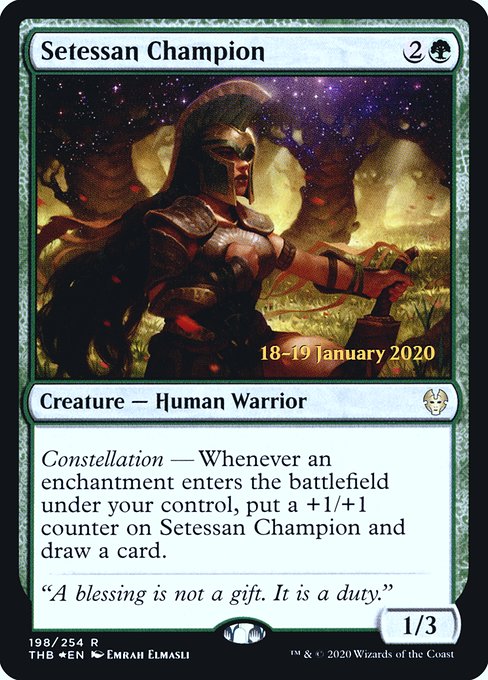 Setessan Champion 2
18–19 January 2020
Creature — Human Warrior
Constellation — Whenever an
enchantment enters the battlefield
under your control, put a +1/+1
counter on Setessan Champion and
draw a card.
“A blessing is not a gift. It is a duty.”
1/3
198/254 R
THB ★ EN Emrah Elmasli
™ & © 2020 Wizards of the Coast